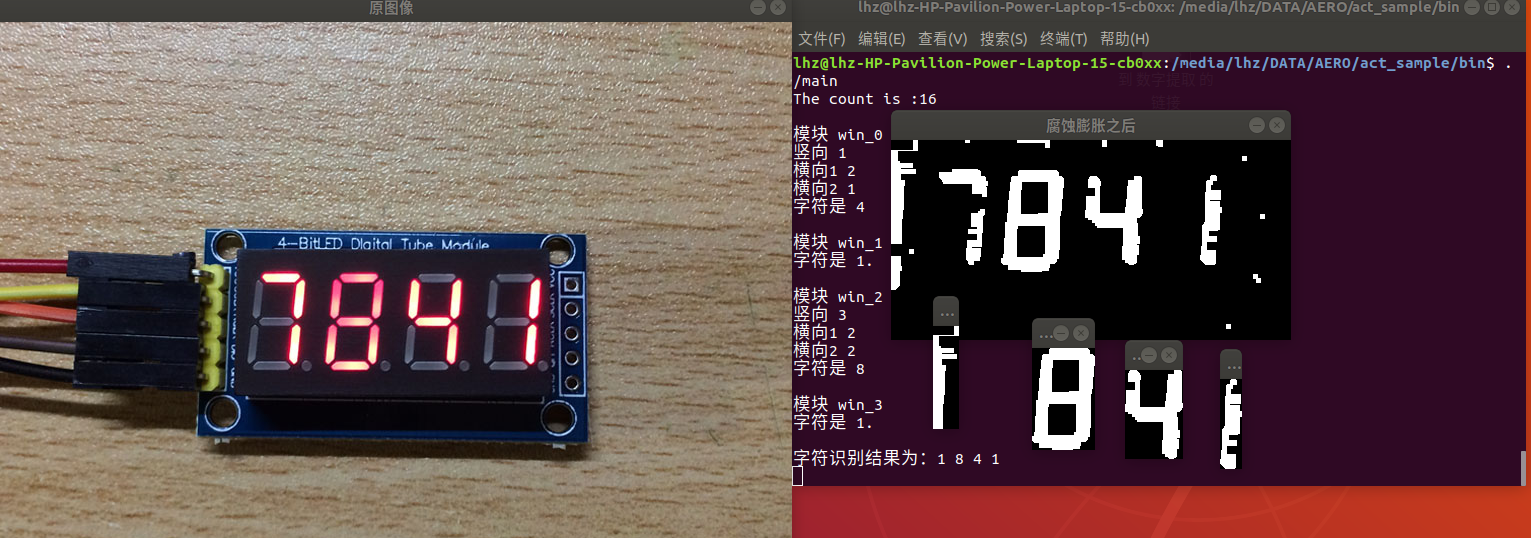 原图像
4-BitLED Digital Tube Module
7841
lhz@lhz-HP-Pavilion-Power-Laptop-15-cb0xx: /media/lhz/DATA/AERO/act_sample/bin
文件(F) 编辑(E) 查看(V) 搜索(S) 终端(T) 帮助(H)
lhz@lhz-HP-Pavilion-Power-Laptop-15-cb0xx:/media/lhz/DATA/AERO/act_sample/bin$ .
/main
The count is :16
模块 win_0
竖向 1
横向1 2
横向2 1
字符是 4
模块 win_1
字符是 1.
模块 win_2
竖向 3
横向1 2
横向2 2
字符是 8
模块 win_3
字符是 1.
字符识别结果为: 1 8 4 1
腐蚀膨胀之后
7841
...
...
8
...
4
...
1